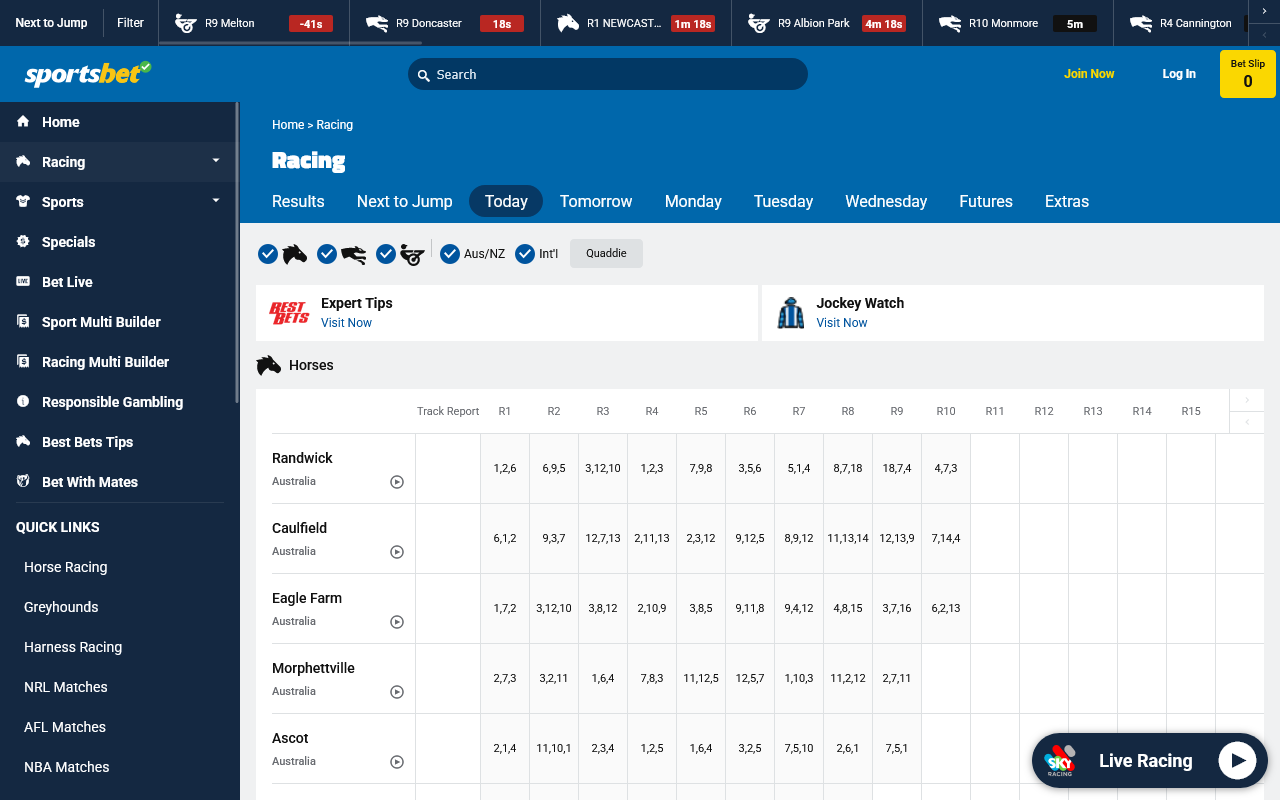 Next to Jump
Filter
R9 Melton -41s
R9 Doncaster 18s
R1 NEWCAST... 1m 18s
R9 Albion Park 4m 18s
R10 Monmore 5m
R4 Cannington
sportsbet
Search
Join Now
Log In
Bet Slip
0
Home
Racing
Sports
Specials
Bet Live
Sport Multi Builder
Racing Multi Builder
Responsible Gambling
Best Bets Tips
Bet With Mates
QUICK LINKS
Horse Racing
Greyhounds
Harness Racing
NRL Matches
AFL Matches
NBA Matches
Home > Racing
Racing
Results Next to Jump Today Tomorrow Monday Tuesday Wednesday Futures Extras
Aus/NZ Int'l Quaddie
BEST BETS
Expert Tips
Visit Now
Jockey Watch
Visit Now
Horses
Track Report R1 R2 R3 R4 R5 R6 R7 R8 R9 R10 R11 R12 R13 R14 R15
Randwick
Australia
1,2,6 6,9,5 3,12,10 1,2,3 7,9,8 3,5,6 5,1,4 8,7,18 18,7,4 4,7,3
Caulfield
Australia
6,1,2 9,3,7 12,7,13 2,11,13 2,3,12 9,12,5 8,9,12 11,13,14 12,13,9 7,14,4
Eagle Farm
Australia
1,7,2 3,12,10 3,8,12 2,10,9 3,8,5 9,11,8 9,4,12 4,8,15 3,7,16 6,2,13
Morphettville
Australia
2,7,3 3,2,11 1,6,4 7,8,3 11,12,5 12,5,7 1,10,3 11,2,12 2,7,11
Ascot
Australia
2,1,4 11,10,1 2,3,4 1,2,5 1,6,4 3,2,5 7,5,10 2,6,1 7,5,1
SKY
RACING
Live Racing